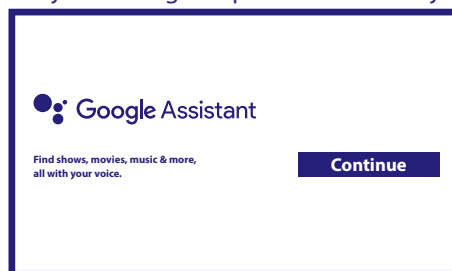 Google Assistant
Find shows, movies, music & more,
all with your voice.
Continue